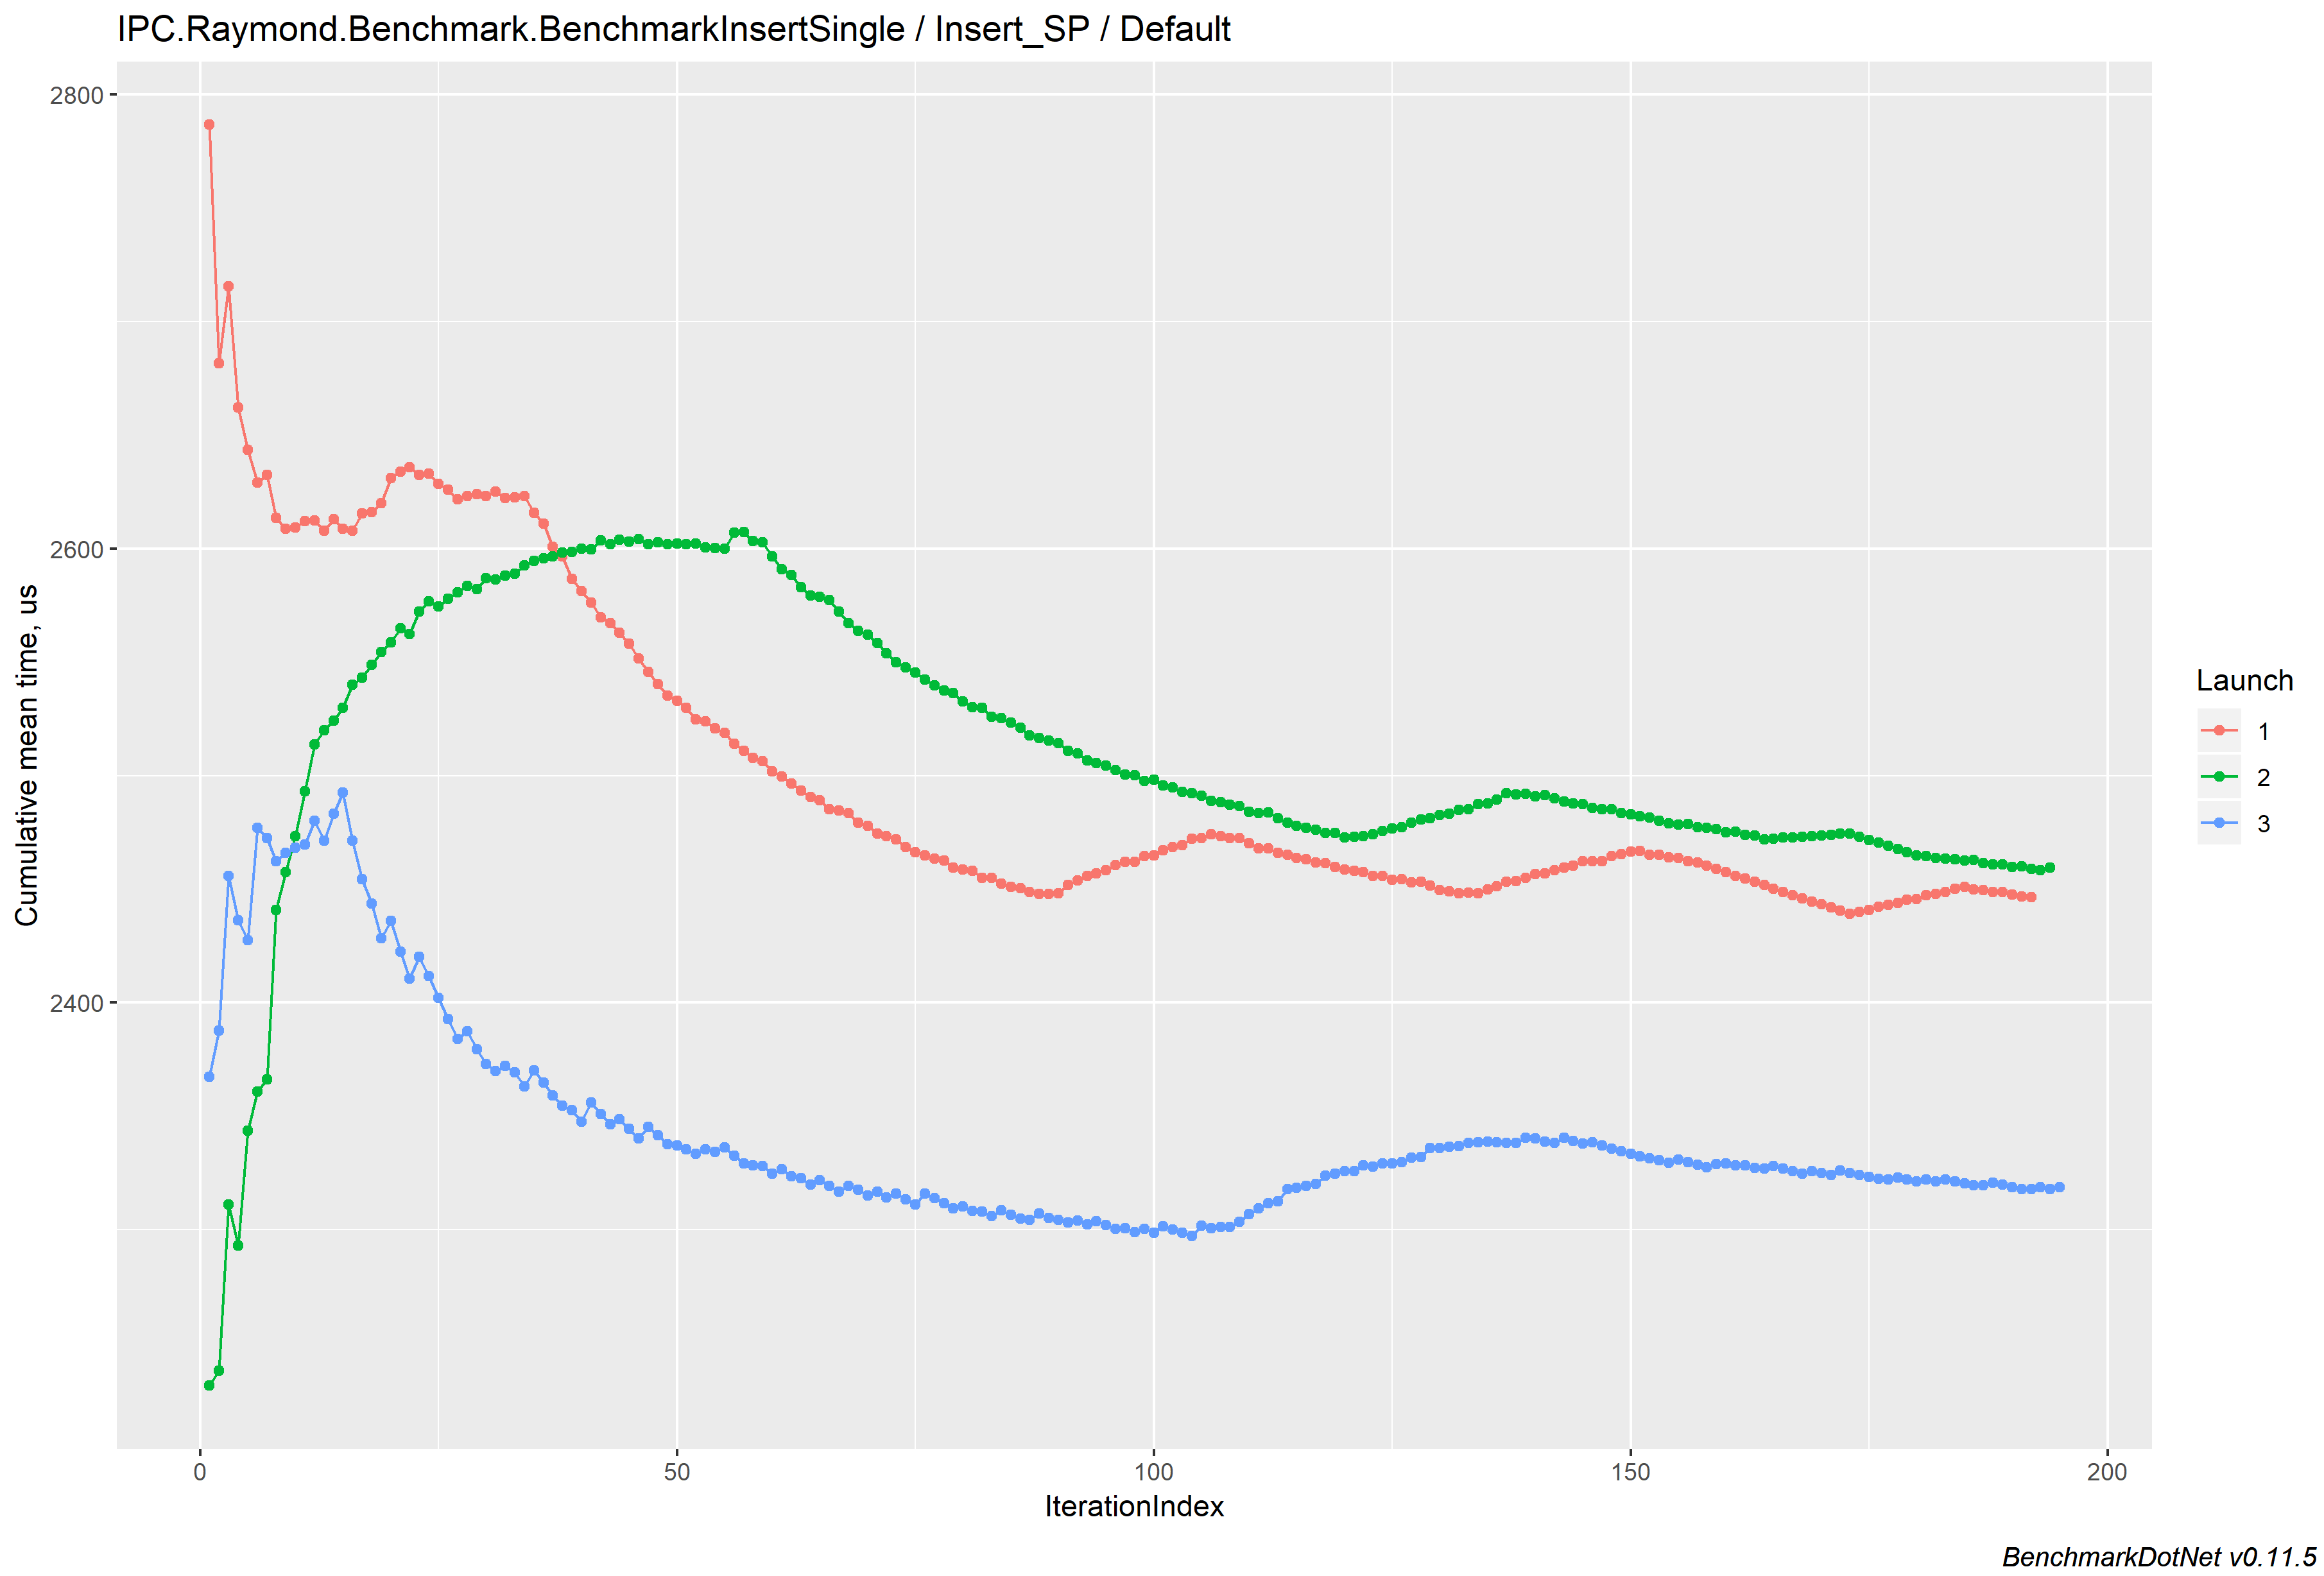 IPC.Raymond.Benchmark.BenchmarkInsertSingle / Insert_SP / Default
2800
2600
2400
Cumulative mean time, us
0 50 100 150 200
IterationIndex
Launch
1
2
3
BenchmarkDotNet v0.11.5